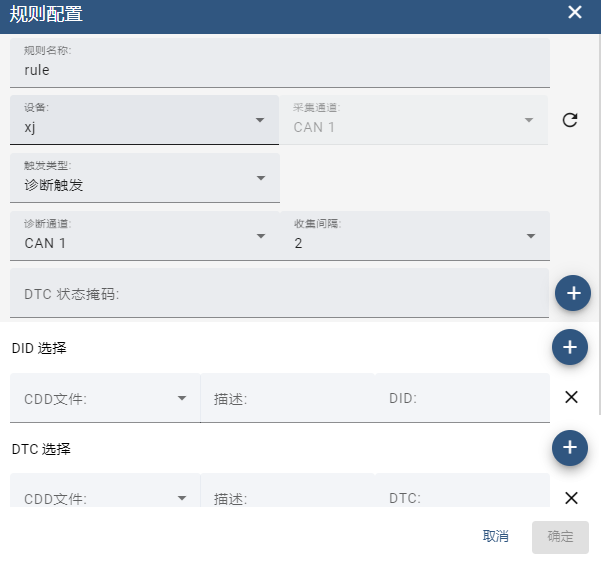 规则配置
规则名称:
rule
设备: 采集通道:
xj CAN 1
触发类型:
诊断触发
诊断通道: 收集间隔:
CAN 1 2
DTC 状态掩码:
DID 选择
CDD文件: 描述: DID:
DTC 选择
CDD文件: 描述: DTC:
取消 确定